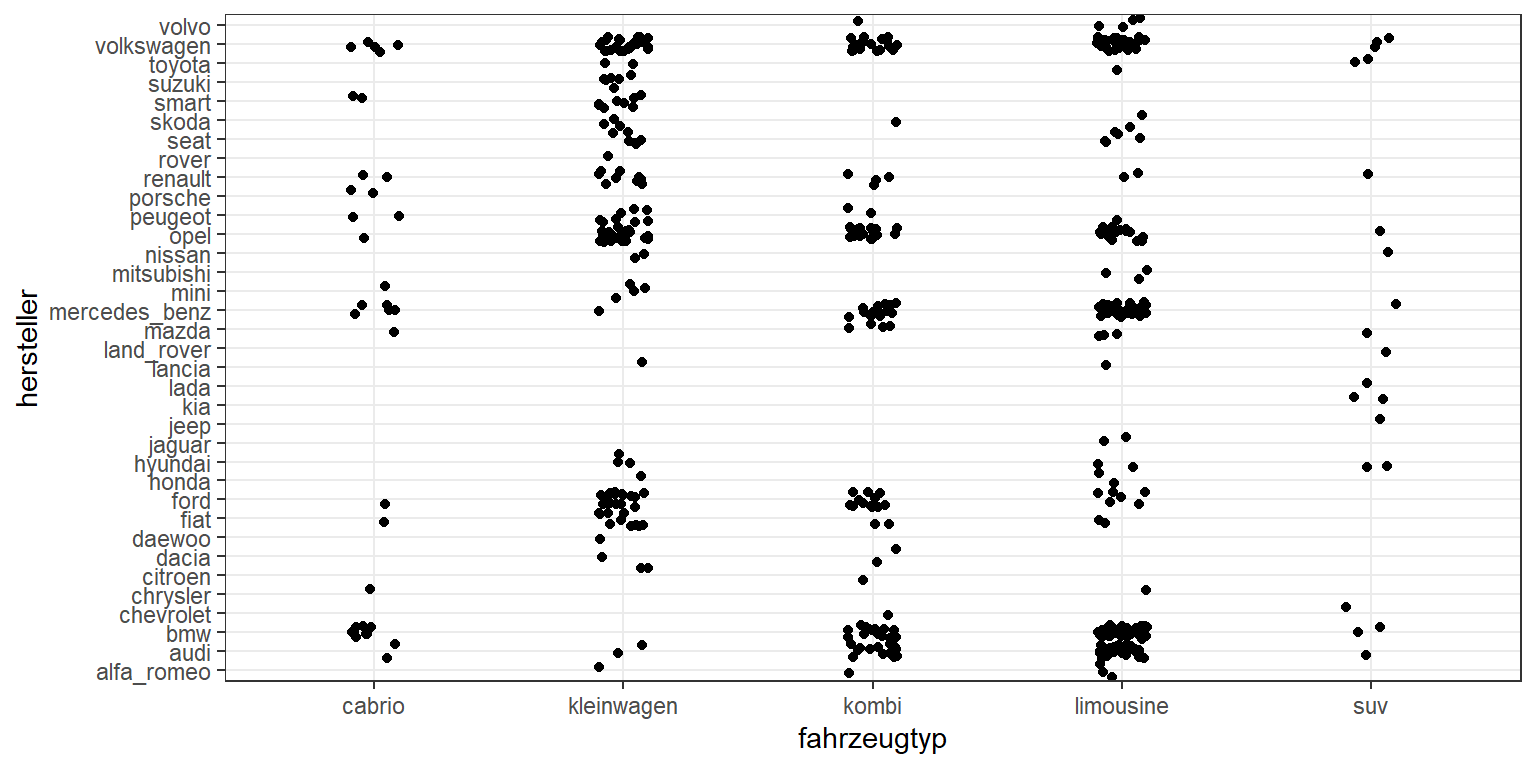 volvo
volkswagen
toyota
suzuki
smart
skoda
seat
rover
renault
porsche
peugeot
opel
nissan
mitsubishi
mini
mercedes_benz
mazda
land_rover
lancia
lada
kia
jeep
jaguar
hyundai
honda
ford
fiat
daewoo
dacia
citroen
chrysler
chevrolet
bmw
audi
alfa_romeo
hersteller
cabrio kleinwagen kombi limousine suv
fahrzeugtyp